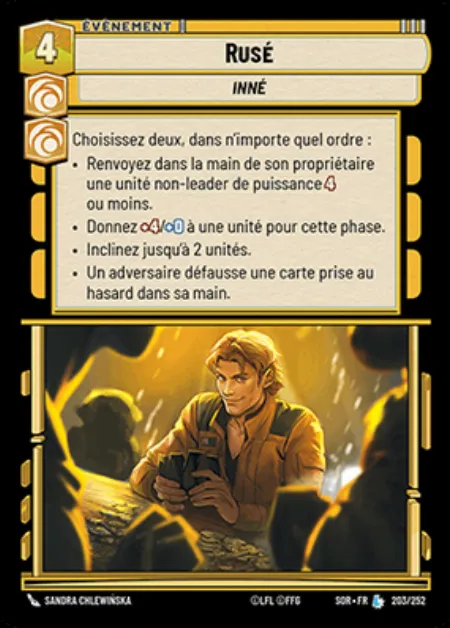 ÉVÉNEMENT
4
RUSÉ
INNÉ
Choisissez deux, dans n'importe quel ordre :
• Renvoyez dans la main de son propriétaire
une unité non-leader de puissance 4
ou moins.
• Donnez +4/+0 à une unité pour cette phase.
• Inclinez jusqu'à 2 unités.
• Un adversaire défausse une carte prise au
hasard dans sa main.
SANDRA CHLEWIŃSKA
©LFL ©FFG
SOR • FR
203/252